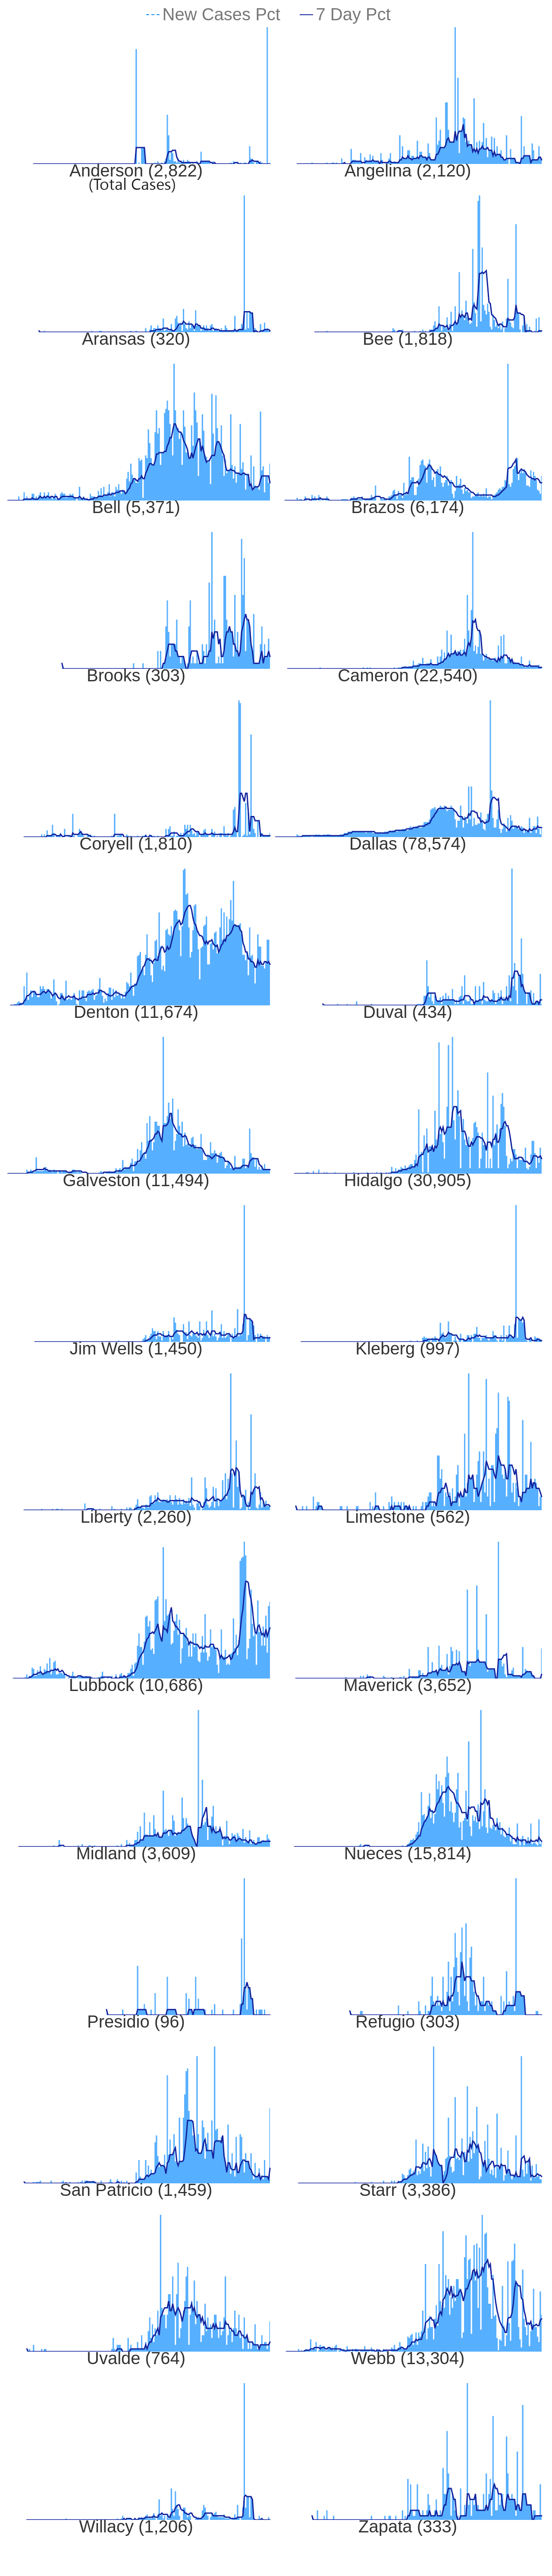 New Cases Pct 7 Day Pct
Anderson (2,822) Angelina (2,120)
(Total Cases)
Aransas (320) Bee (1,818)
Bell (5,371) Brazos (6,174)
Brooks (303) Cameron (22,540)
Coryell (1,810) Dallas (78,574)
Denton (11,674) Duval (434)
Galveston (11,494) Hidalgo (30,905)
Jim Wells (1,450) Kleberg (997)
Liberty (2,260) Limestone (562)
Lubbock (10,686) Maverick (3,652)
Midland (3,609) Nueces (15,814)
Presidio (96) Refugio (303)
San Patricio (1,459) Starr (3,386)
Uvalde (764) Webb (13,304)
Willacy (1,206) Zapata (333)